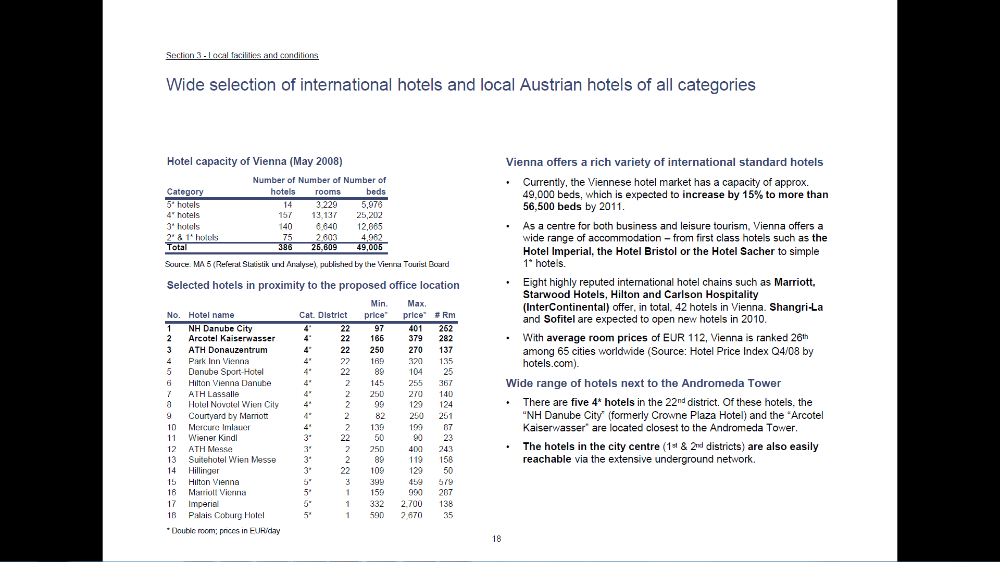 Section 3 - Local facilities and conditions
Wide selection of international hotels and local Austrian hotels of all categories
Hotel capacity of Vienna (May 2008)
Number of Number of Number of
Category hotels rooms beds
5* hotels 14 3,229 5,976
4* hotels 157 13,137 25,202
3* hotels 140 6,640 12,865
2* & 1* hotels 75 2,603 4,962
Total 386 25,609 49,005
Source: MA 5 (Referat Statistik und Analyse), published by the Vienna Tourist Board
Selected hotels in proximity to the proposed office location
Min. Max.
No. Hotel name Cat. District price* price* # Rm
1 NH Danube City 4* 22 97 401 252
2 Arcotel Kaiserwasser 4* 22 165 379 282
3 ATH Donauzentrum 4* 22 250 270 137
4 Park Inn Vienna 4* 22 169 320 135
5 Danube Sport-Hotel 4* 22 89 104 25
6 Hilton Vienna Danube 4* 2 145 255 367
7 ATH Lassalle 4* 2 250 270 140
8 Hotel Novotel Wien City 4* 2 99 129 124
9 Courtyard by Marriott 4* 2 82 250 251
10 Mercure Imlauer 4* 2 139 199 87
11 Wiener Kindl 3* 22 50 90 23
12 ATH Messe 3* 2 250 400 243
13 Suitehotel Wien Messe 3* 2 89 119 158
14 Hillinger 3* 22 109 129 50
15 Hilton Vienna 5* 3 399 459 579
16 Marriott Vienna 5* 1 159 990 287
17 Imperial 5* 1 332 2,700 138
18 Palais Coburg Hotel 5* 1 590 2,670 35
* Double room; prices in EUR/day
Vienna offers a rich variety of international standard hotels
• Currently, the Viennese hotel market has a capacity of approx.
49,000 beds, which is expected to increase by 15% to more than
56,500 beds by 2011.
• As a centre for both business and leisure tourism, Vienna offers a
wide range of accommodation – from first class hotels such as the
Hotel Imperial, the Hotel Bristol or the Hotel Sacher to simple
1* hotels.
• Eight highly reputed international hotel chains such as Marriott,
Starwood Hotels, Hilton and Carlson Hospitality
(InterContinental) offer, in total, 42 hotels in Vienna. Shangri-La
and Sofitel are expected to open new hotels in 2010.
• With average room prices of EUR 112, Vienna is ranked 26th
among 65 cities worldwide (Source: Hotel Price Index Q4/08 by
hotels.com).
Wide range of hotels next to the Andromeda Tower
• There are five 4* hotels in the 22nd district. Of these hotels, the
“NH Danube City” (formerly Crowne Plaza Hotel) and the “Arcotel
Kaiserwasser” are located closest to the Andromeda Tower.
• The hotels in the city centre (1st & 2nd districts) are also easily
reachable via the extensive underground network.
18